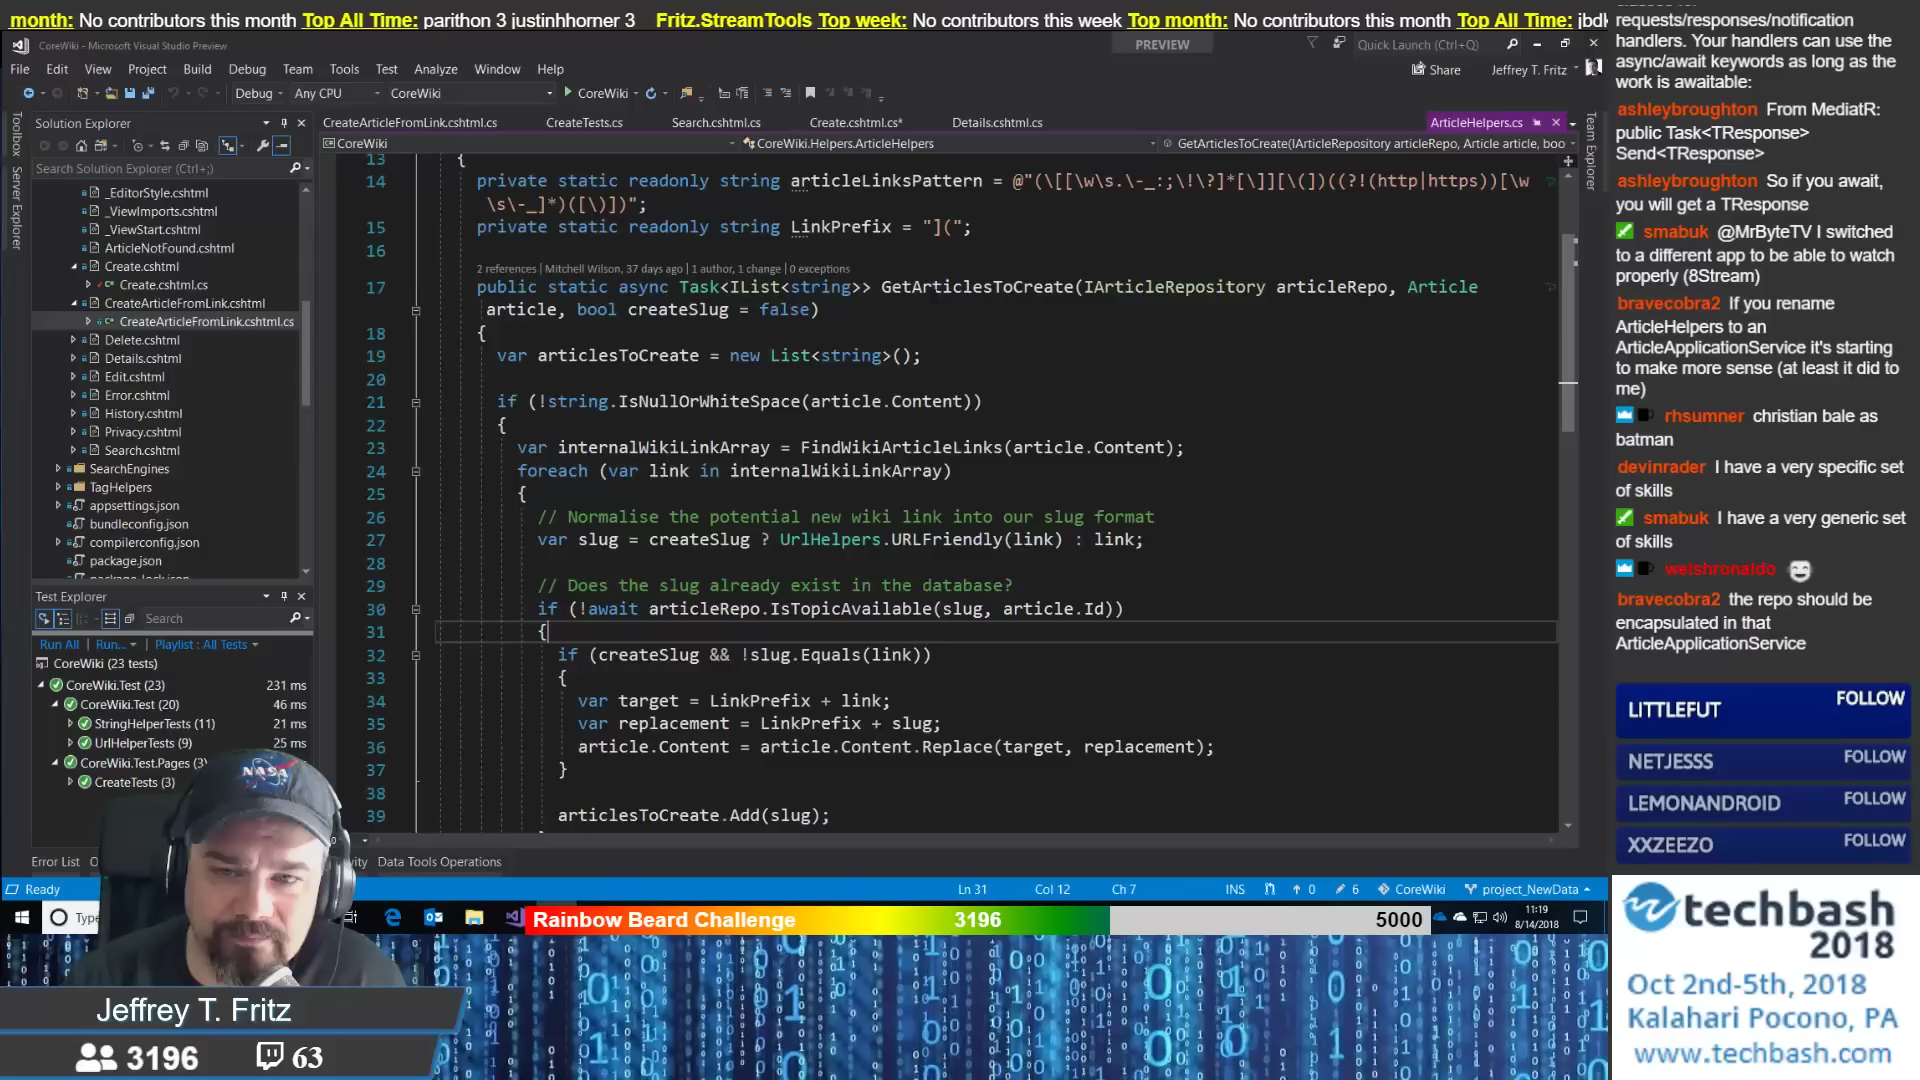 month: No contributors this month Top All Time: parithon 3 justinhhorner 3 Fritz.StreamTools Top week: No contributors this week Top month: No contributors this month Top All Time: jbdk
CoreWiki - Microsoft Visual Studio Preview
PREVIEW
Quick Launch (Ctrl+Q)
File Edit View Project Build Debug Team Tools Test Analyze Window Help
Share Jeffrey T. Fritz
Debug Any CPU CoreWiki CoreWiki
Toolbox
Server Explorer
Team Explorer
Solution Explorer
Search Solution Explorer (Ctrl+;)
_EditorStyle.cshtml
_ViewImports.cshtml
_ViewStart.cshtml
ArticleNotFound.cshtml
Create.cshtml
Create.cshtml.cs
CreateArticleFromLink.cshtml
CreateArticleFromLink.cshtml.cs
Delete.cshtml
Details.cshtml
Edit.cshtml
Error.cshtml
History.cshtml
Privacy.cshtml
Search.cshtml
SearchEngines
TagHelpers
appsettings.json
bundleconfig.json
compilerconfig.json
package.json
Test Explorer
Search
Run All Run... Playlist : All Tests
CoreWiki (23 tests)
CoreWiki.Test (23) 231 ms
CoreWiki.Test (20) 46 ms
StringHelperTests (11) 21 ms
UrlHelperTests (9) 25 ms
CoreWiki.Test.Pages (3)
CreateTests (3)
CreateArticleFromLink.cshtml.cs CreateTests.cs Search.cshtml.cs Create.cshtml.cs* Details.cshtml.cs ArticleHelpers.cs
CoreWiki CoreWiki.Helpers.ArticleHelpers GetArticlesToCreate(IArticleRepository articleRepo, Article article, boo
13 {
14 private static readonly string articleLinksPattern = @"(\[[\w\s.\-_:;\!\?]*[\]][\(])((?!(http|https))[\w
\s\-_]*)([\)])";
15 private static readonly string LinkPrefix = "](";
16
2 references | Mitchell Wilson, 37 days ago | 1 author, 1 change | 0 exceptions
17 public static async Task<IList<string>> GetArticlesToCreate(IArticleRepository articleRepo, Article
article, bool createSlug = false)
18 {
19 var articlesToCreate = new List<string>();
20
21 if (!string.IsNullOrWhiteSpace(article.Content))
22 {
23 var internalWikiLinkArray = FindWikiArticleLinks(article.Content);
24 foreach (var link in internalWikiLinkArray)
25 {
26 // Normalise the potential new wiki link into our slug format
27 var slug = createSlug ? UrlHelpers.URLFriendly(link) : link;
28
29 // Does the slug already exist in the database?
30 if (!await articleRepo.IsTopicAvailable(slug, article.Id))
31 {
32 if (createSlug && !slug.Equals(link))
33 {
34 var target = LinkPrefix + link;
35 var replacement = LinkPrefix + slug;
36 article.Content = article.Content.Replace(target, replacement);
37 }
38
39 articlesToCreate.Add(slug);
Error List Data Tools Operations
Ready Ln 31 Col 12 Ch 7 INS 0 6 CoreWiki project_NewData
Type
Rainbow Beard Challenge 3196 5000
11:19
8/14/2018
requests/responses/notification
handlers. Your handlers can use the
async/await keywords as long as the
work is awaitable:
ashleybroughton From MediatR:
public Task<TResponse>
Send<TResponse>
ashleybroughton So if you await,
you will get a TResponse
smabuk @MrByteTV I switched
to a different app to be able to watch
properly (8Stream)
bravecobra2 If you rename
ArticleHelpers to an
ArticleApplicationService it's starting
to make more sense (at least it did to
me)
rhsumner christian bale as
batman
devinrader I have a very specific set
of skills
smabuk I have a very generic set
of skills
welshronaldo
bravecobra2 the repo should be
encapsulated in that
ArticleApplicationService
LITTLEFUT FOLLOW
NETJESSS FOLLOW
LEMONANDROID FOLLOW
XXZEEZO FOLLOW
NASA
Jeffrey T. Fritz
3196 63
techbash
2018
Oct 2nd-5th, 2018
Kalahari Pocono, PA
www.techbash.com